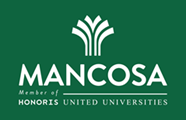 MANCOSA
Member of
HONORIS UNITED UNIVERSITIES